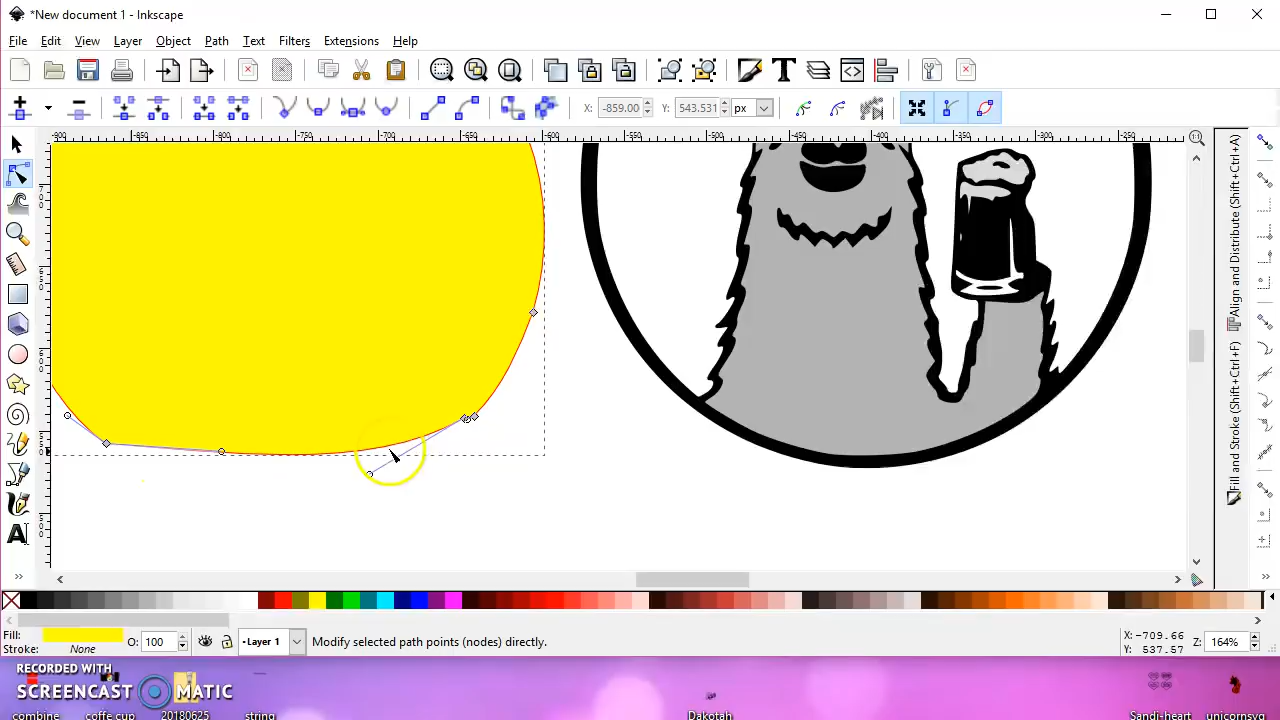 *New document 1 - Inkscape
File Edit View Layer Object Path Text Filters Extensions Help
X: -859.00 Y: 543.531 px
Align and Distribute (Shift+Ctrl+A)
Fill and Stroke (Shift+Ctrl+F)
Fill: O: 100 Layer 1 Modify selected path points (nodes) directly. X: -709.66 Z: 164%
Stroke: None Y: 537.57
RECORDED WITH
SCREENCAST MATIC
combine coffe cup 20180625 string Dakotah Sandi-heart unicornsvg